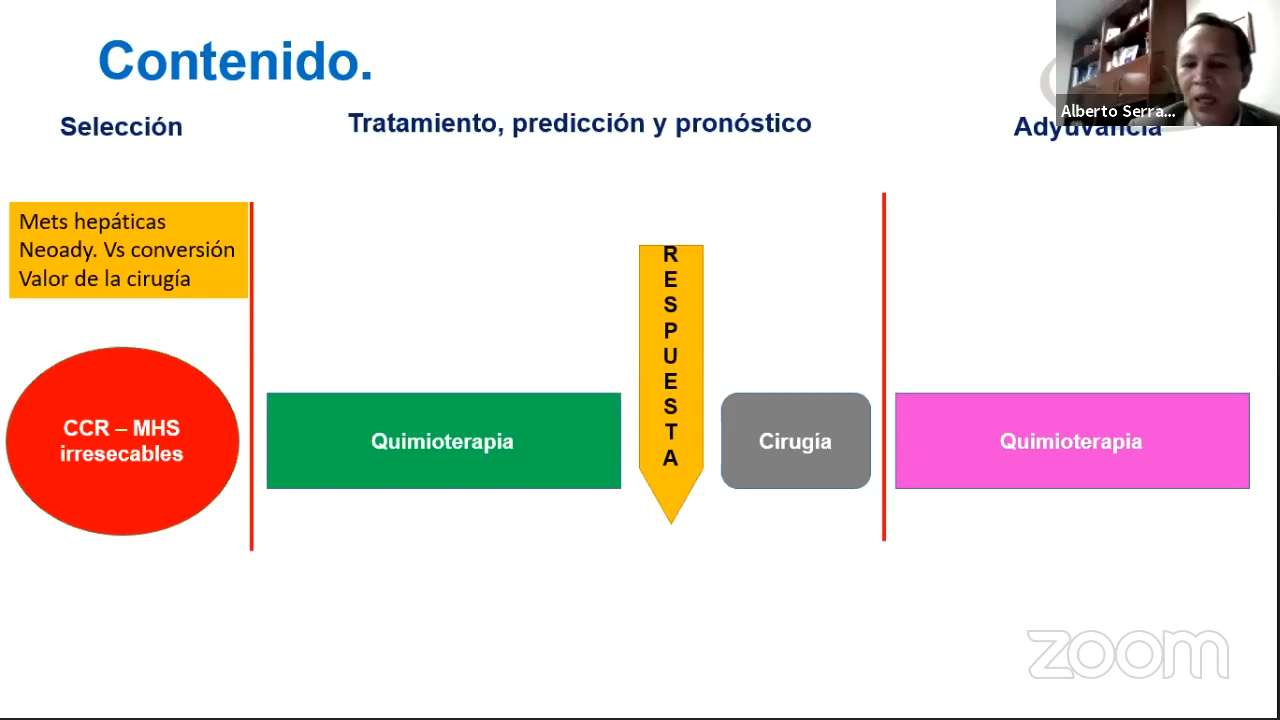 Contenido.
Selección
Tratamiento, predicción y pronóstico
Adyuvancia
Alberto Serra...
Mets hepáticas
Neoady. Vs conversión
Valor de la cirugía
RESPUESTA
CCR – MHS
irresecables
Quimioterapia
Cirugía
Quimioterapia
zoom